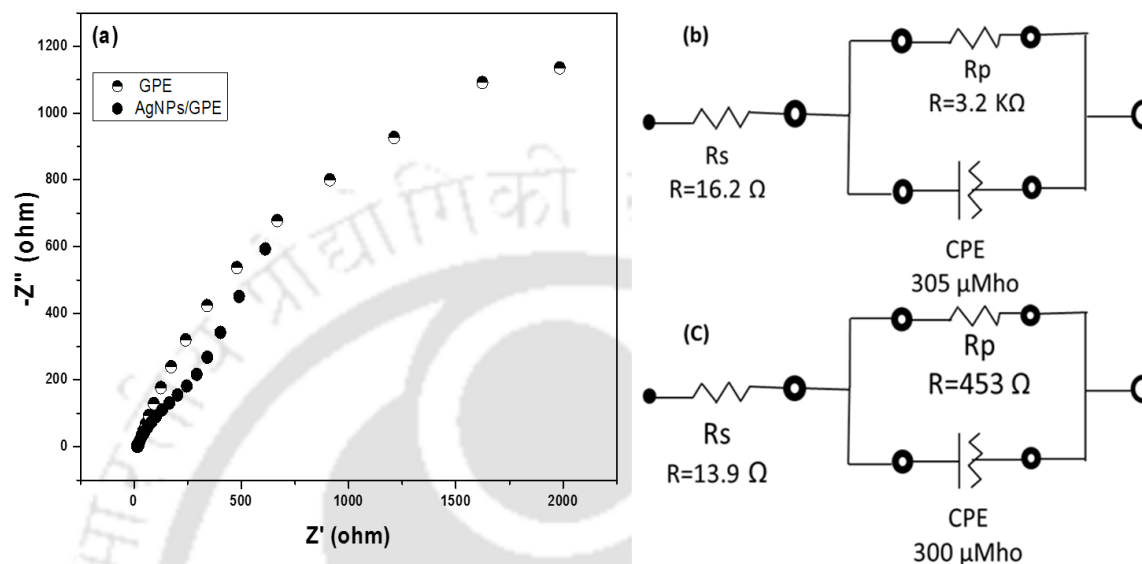 (a)
GPE
AgNPs/GPE
1200
1000
800
600
400
200
0
-Z" (ohm)
0
500
1000
1500
2000
Z' (ohm)
(b)
Rp
R=3.2 KΩ
Rs
R=16.2 Ω
CPE
305 µMho
(C)
Rp
R=453 Ω
Rs
R=13.9 Ω
CPE
300 µMho
प्रौद्योगिकी